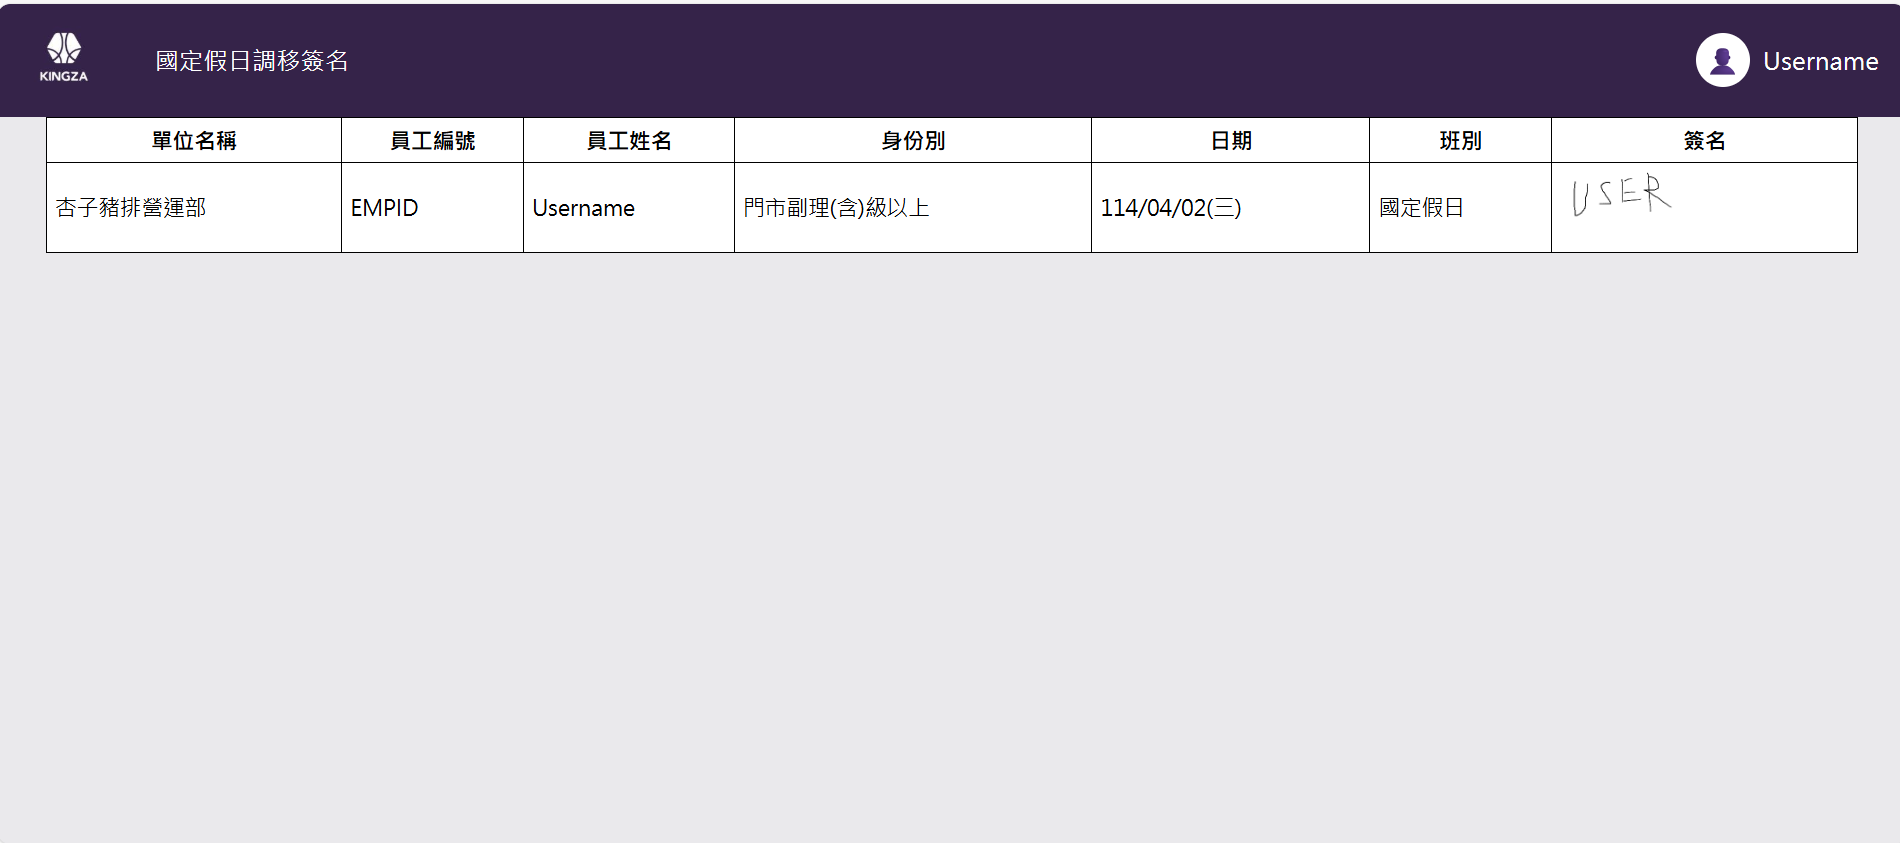 KINGZA
國定假日調移簽名
Username
單位名稱 員工編號 員工姓名 身份別 日期 班別 簽名
杏子豬排營運部 EMPID Username 門市副理(含)級以上 114/04/02(三) 國定假日 USER